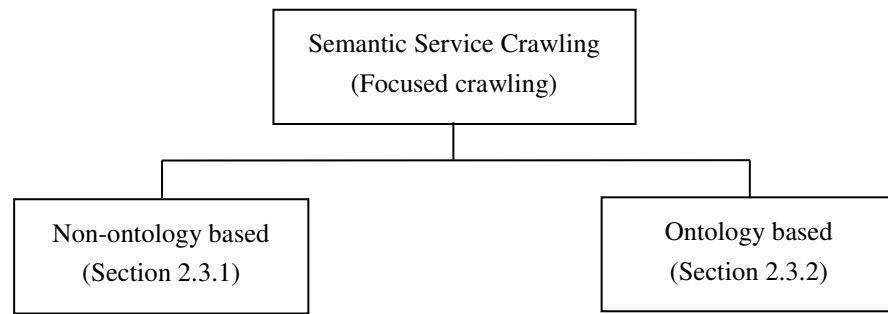 Semantic Service Crawling
(Focused crawling)
Non-ontology based
(Section 2.3.1)
Ontology based
(Section 2.3.2)